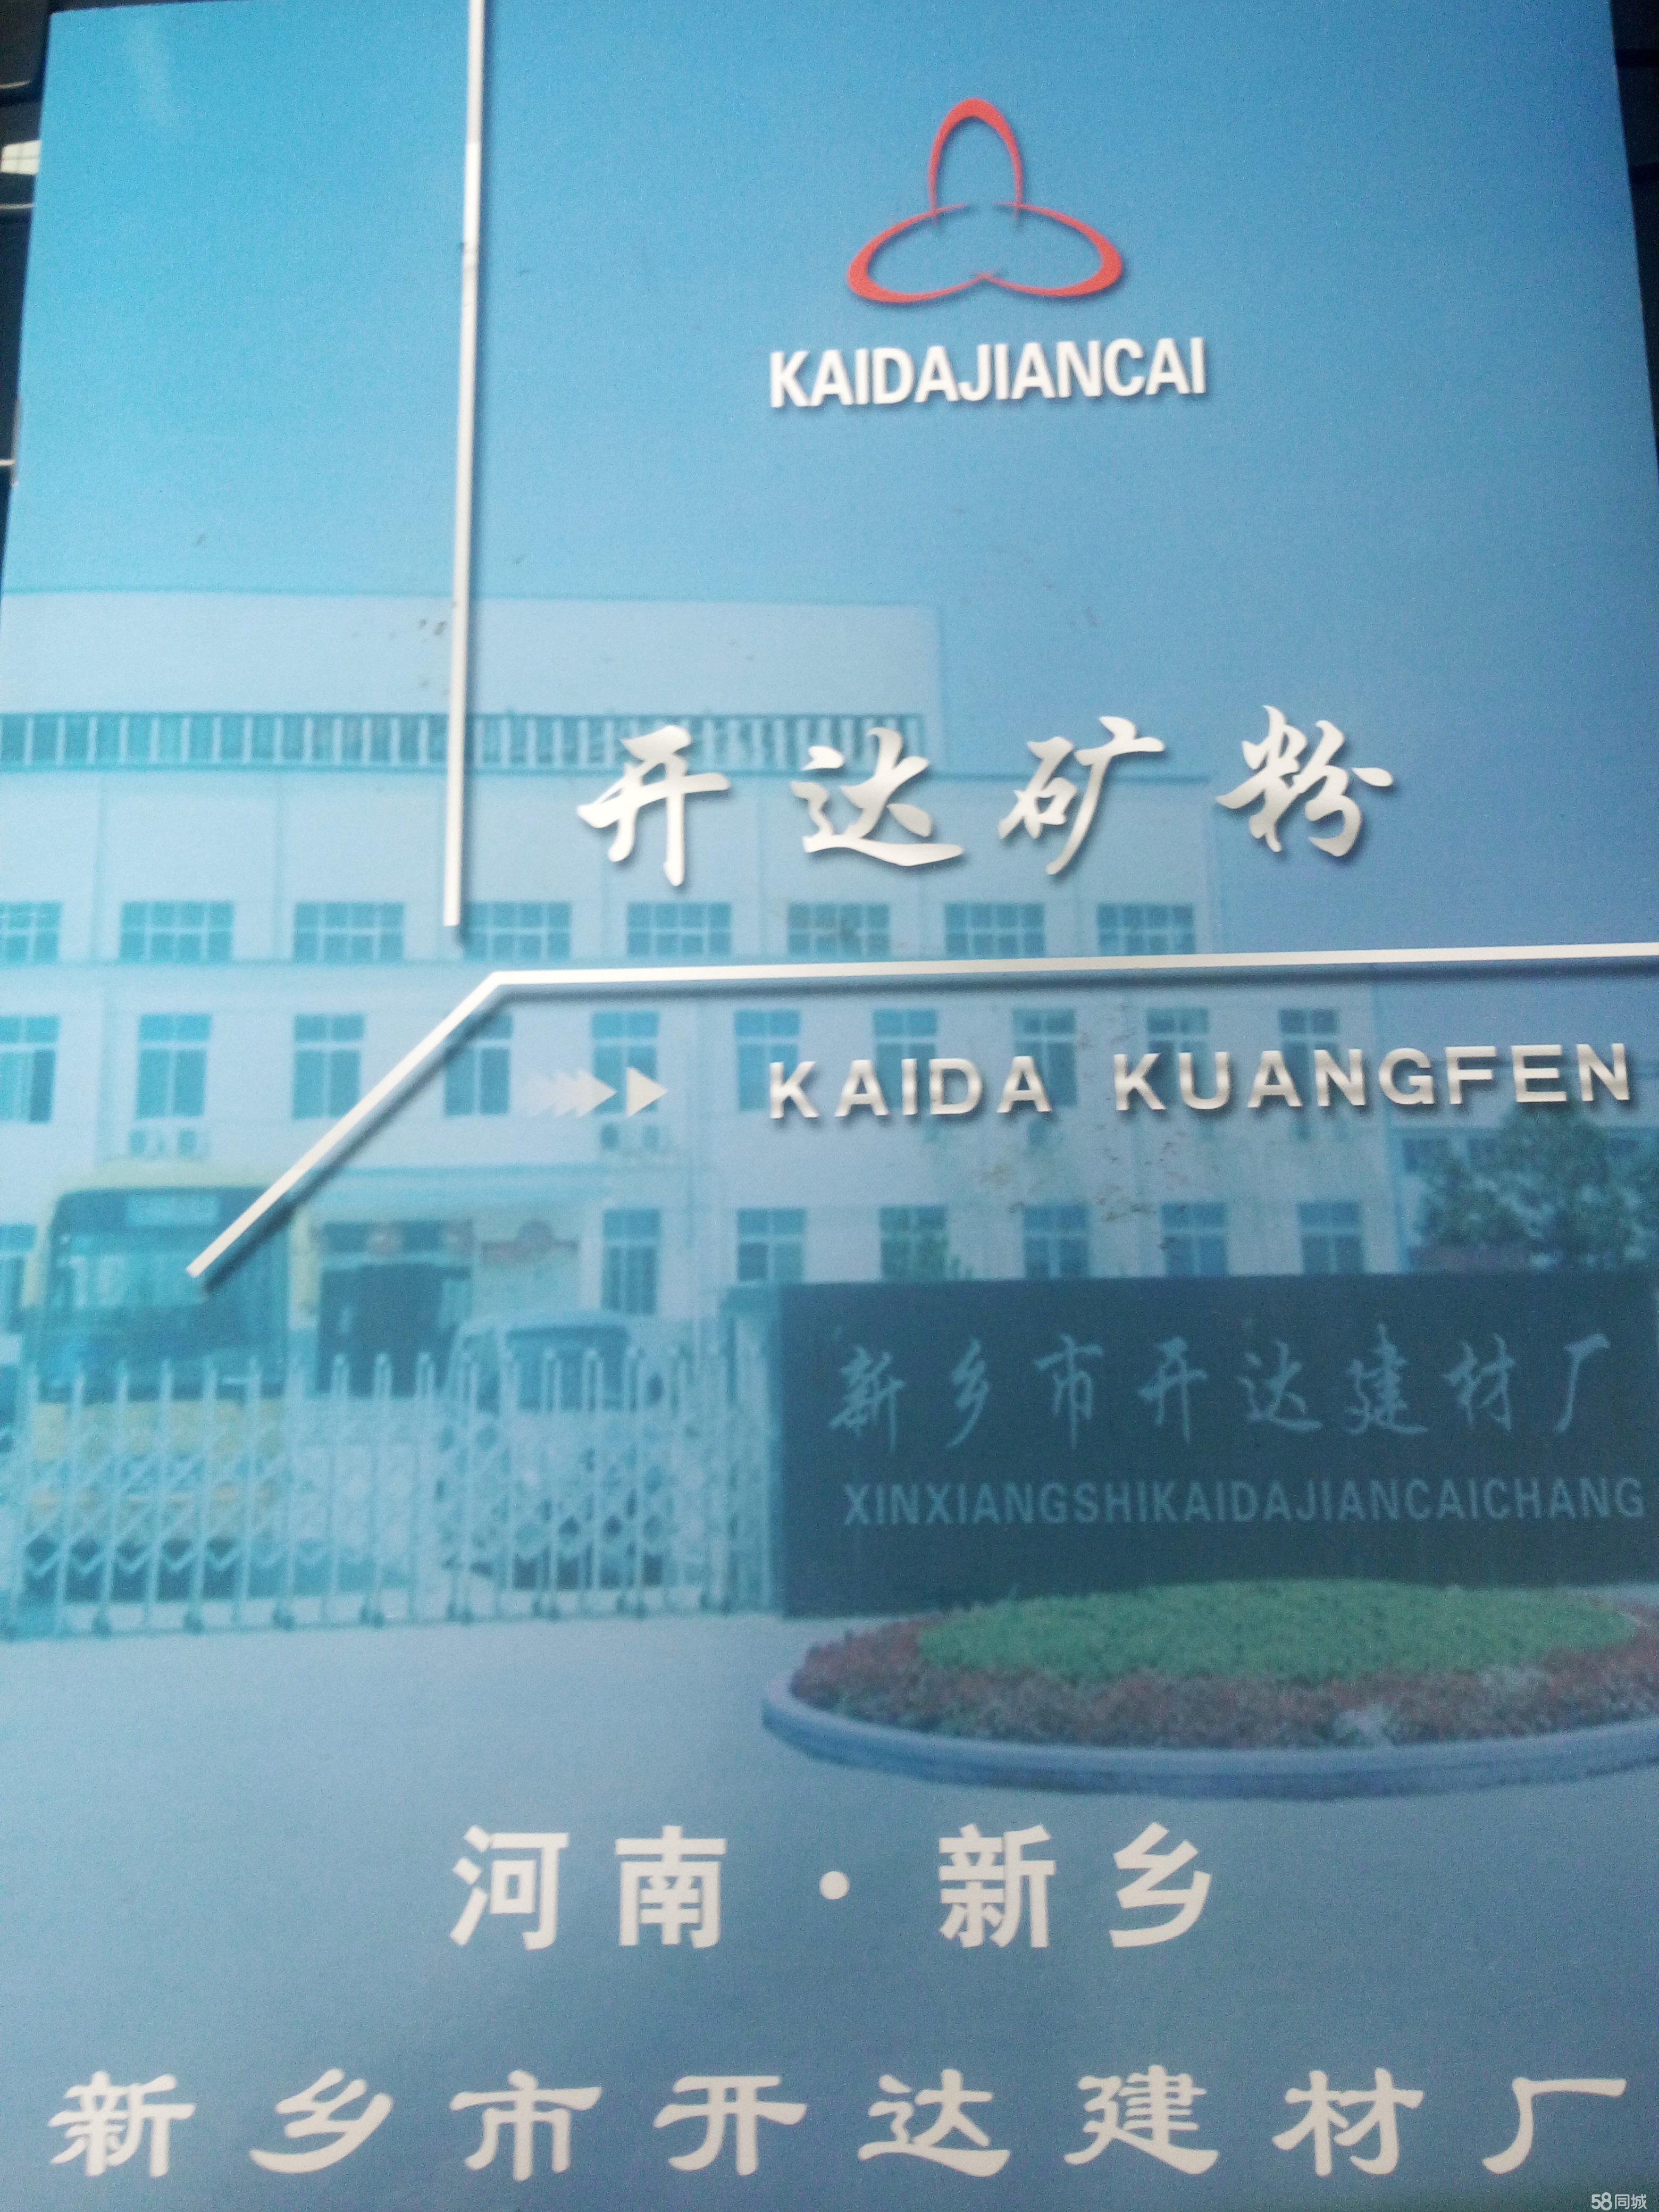 KAIDAJIANCAI
开达矿粉
KAIDA KUANGFEN
新乡市开达建材厂
XINXIANGSHIKAIDAJIANCAICHANG
河南·新乡
新乡市开达建材厂
58同城